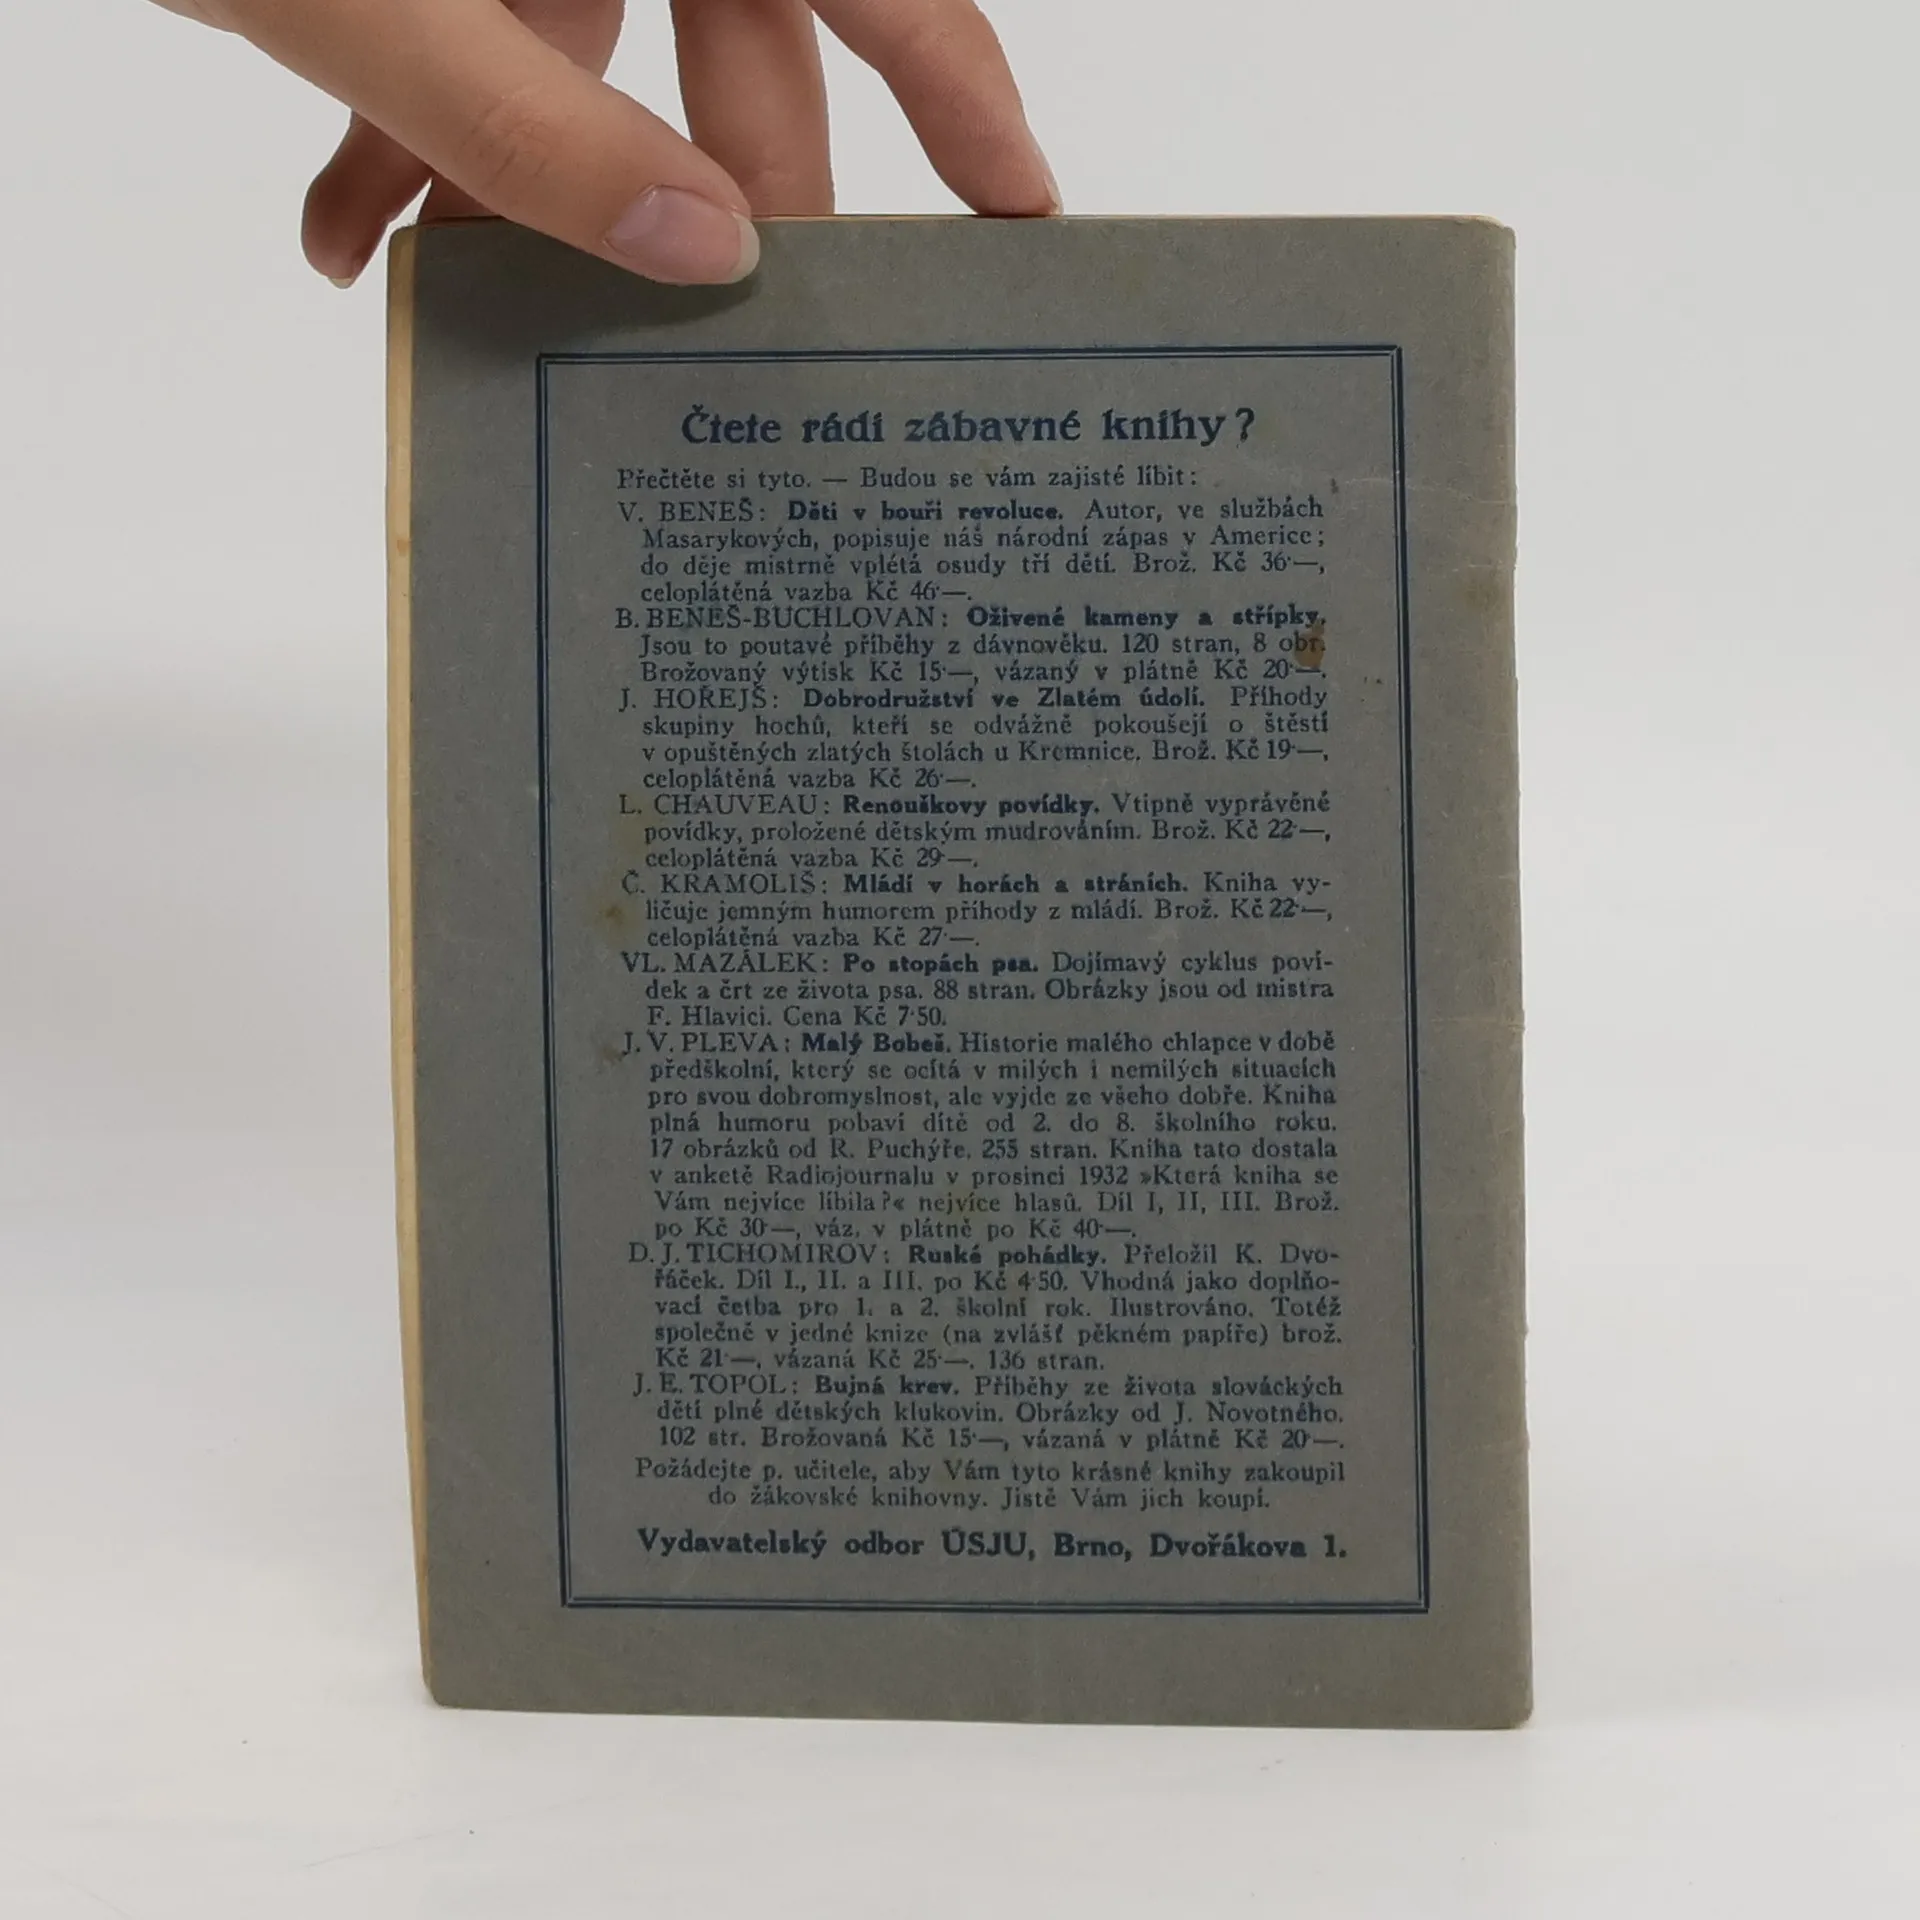 Čtete rádi zábavné knihy?
Přečtěte si tyto. — Budou se vám zajisté líbit:
V. BENEŠ: Děti v bouři revoluce. Autor, ve službách
Masarykových, popisuje náš národní zápas v Americe;
do děje mistrně vplétá osudy tří dětí. Brož. Kč 36·—,
celoplátěná vazba Kč 46·—.
B. BENEŠ-BUCHLOVAN: Oživené kameny a střípky.
Jsou to poutavé příběhy z dávnověku. 120 stran, 8 obr.
Brožovaný výtisk Kč 15·—, vázaný v plátně Kč 20·—.
J. HOŘEJŠ: Dobrodružství ve Zlatém údolí. Příhody
skupiny hochů, kteří se odvážně pokoušejí o štěstí
v opuštěných zlatých štolách u Kremnice. Brož. Kč 19·—,
celoplátěná vazba Kč 26·—.
L. CHAUVEAU: Renouškovy povídky. Vtipně vyprávěné
povídky, proložené dětským mudrováním. Brož. Kč 22·—,
celoplátěná vazba Kč 29·—.
Č. KRAMOLIŠ: Mládí v horách a stráních. Kniha vy-
ličuje jemným humorem příhody z mládí. Brož. Kč 22·—,
celoplátěná vazba Kč 27·—.
VL. MAZÁLEK: Po stopách psa. Dojímavý cyklus poví-
dek a črt ze života psa. 88 stran. Obrázky jsou od mistra
F. Hlavici. Cena Kč 7·50.
J. V. PLEVA: Malý Bobeš. Historie malého chlapce v době
předškolní, který se ocítá v milých i nemilých situacích
pro svou dobromyslnost, ale vyjde ze všeho dobře. Kniha
plná humoru pobaví dítě od 2. do 8. školního roku.
17 obrázků od R. Puchýře. 255 stran. Kniha tato dostala
v anketě Radiojournalu v prosinci 1932 »Která kniha se
Vám nejvíce líbila?« nejvíce hlasů. Díl I, II, III. Brož.
po Kč 30·—, váz. v plátně po Kč 40·—.
D. J. TICHOMIROV: Ruské pohádky. Přeložil K. Dvo-
řáček. Díl I., II. a III. po Kč 4·50. Vhodná jako doplňo-
vací četba pro 1. a 2. školní rok. Ilustrováno. Totéž
společně v jedné knize (na zvlášť pěkném papíře) brož.
Kč 21·—, vázaná Kč 25·—. 136 stran.
J. E. TOPOL: Bujná krev. Příběhy ze života slováckých
dětí plné dětských klukovin. Obrázky od J. Novotného.
102 str. Brožovaná Kč 15·—, vázaná v plátně Kč 20·—.
Požádejte p. učitele, aby Vám tyto krásné knihy zakoupil
do žákovské knihovny. Jistě Vám jich koupí.
Vydavatelský odbor ÚSJU, Brno, Dvořákova 1.